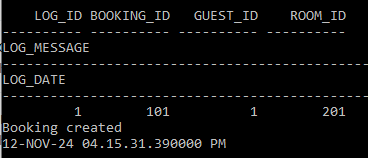 LOG_ID BOOKING_ID   GUEST_ID    ROOM_ID
---------- ---------- ---------- ----------
LOG_MESSAGE
--------------------------------------------------
LOG_DATE
--------------------------------------------------
1        101          1        201
Booking created
12-NOV-24 04.15.31.390000 PM